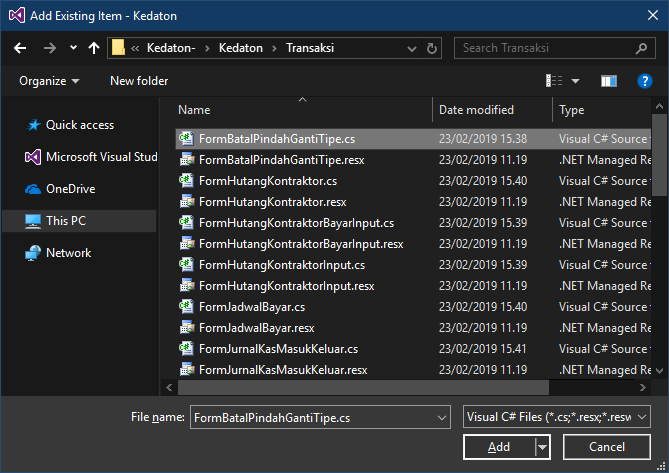 Add Existing Item - Kedaton
« Kedaton- › Kedaton › Transaksi
Search Transaksi
Organize
New folder
Name
Date modified
Type
Quick access
Microsoft Visual Stud
OneDrive
This PC
Network
FormBatalPindahGantiTipe.cs 23/02/2019 15.38 Visual C# Source
FormBatalPindahGantiTipe.resx 23/02/2019 11.19 .NET Managed Re
FormHutangKontraktor.cs 23/02/2019 15.40 Visual C# Source
FormHutangKontraktor.resx 23/02/2019 11.19 .NET Managed Re
FormHutangKontraktorBayarInput.cs 23/02/2019 15.39 Visual C# Source
FormHutangKontraktorBayarInput.resx 23/02/2019 11.19 .NET Managed Re
FormHutangKontraktorInput.cs 23/02/2019 15.39 Visual C# Source
FormHutangKontraktorInput.resx 23/02/2019 11.19 .NET Managed Re
FormJadwalBayar.cs 23/02/2019 15.40 Visual C# Source
FormJadwalBayar.resx 23/02/2019 11.19 .NET Managed Re
FormJurnalKasMasukKeluar.cs 23/02/2019 15.41 Visual C# Source
FormJurnalKasMasukKeluar.resx 23/02/2019 11.19 .NET Managed Re
File name: FormBatalPindahGantiTipe.cs
Visual C# Files (*.cs;*.resx;*.resw
Add
Cancel